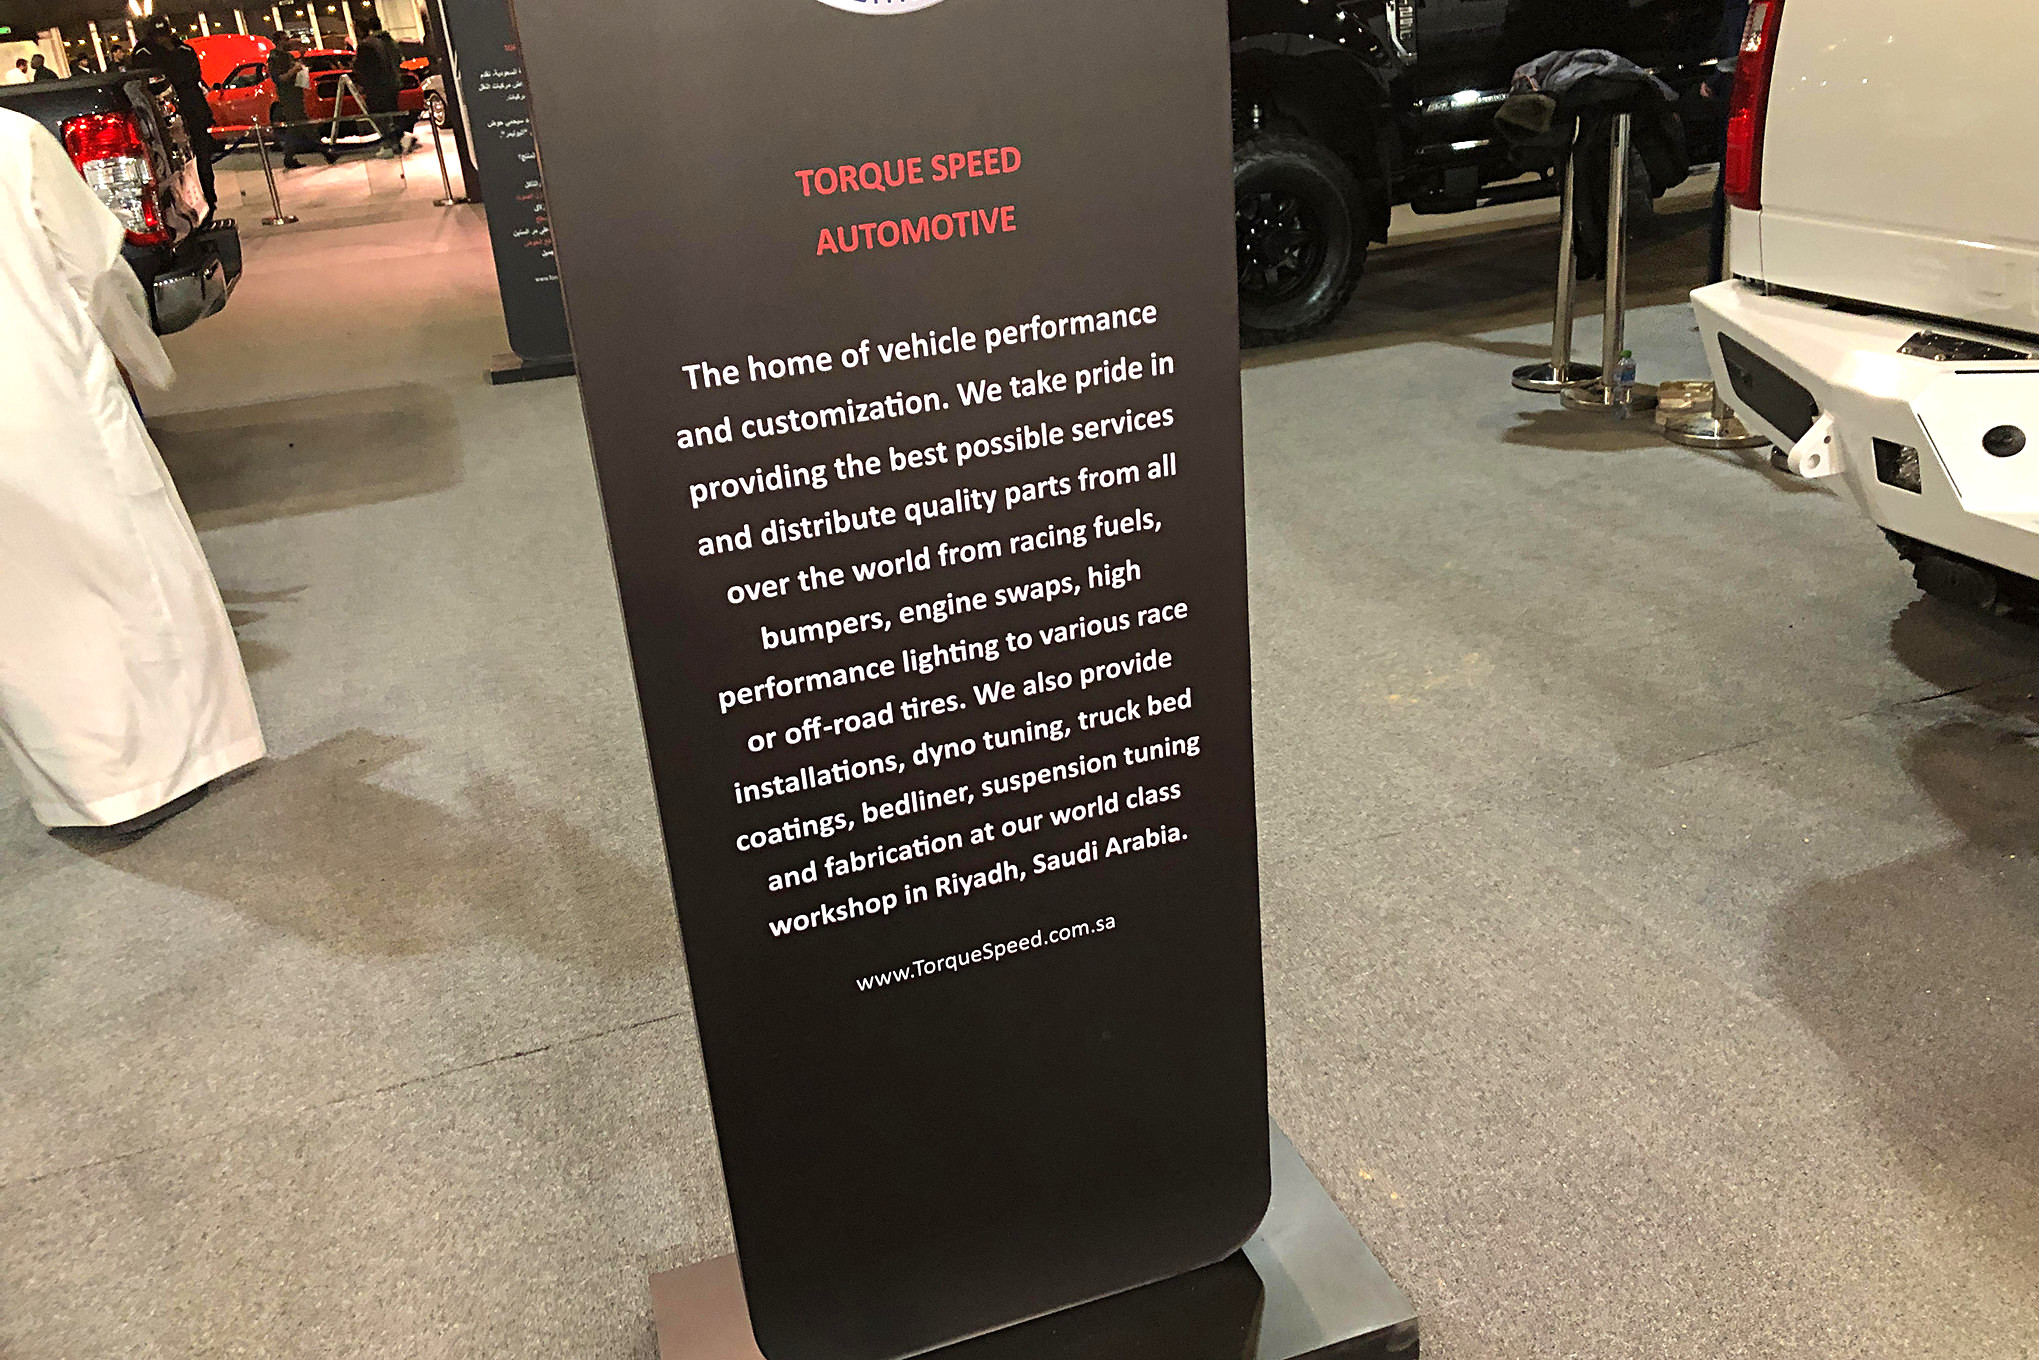 TORQUE SPEED
AUTOMOTIVE
The home of vehicle performance
and customization. We take pride in
providing the best possible services
and distribute quality parts from all
over the world from racing fuels,
bumpers, engine swaps, high
performance lighting to various race
or off-road tires. We also provide
installations, dyno tuning, truck bed
coatings, bedliner, suspension tuning
and fabrication at our world class
workshop in Riyadh, Saudi Arabia.
www.TorqueSpeed.com.sa